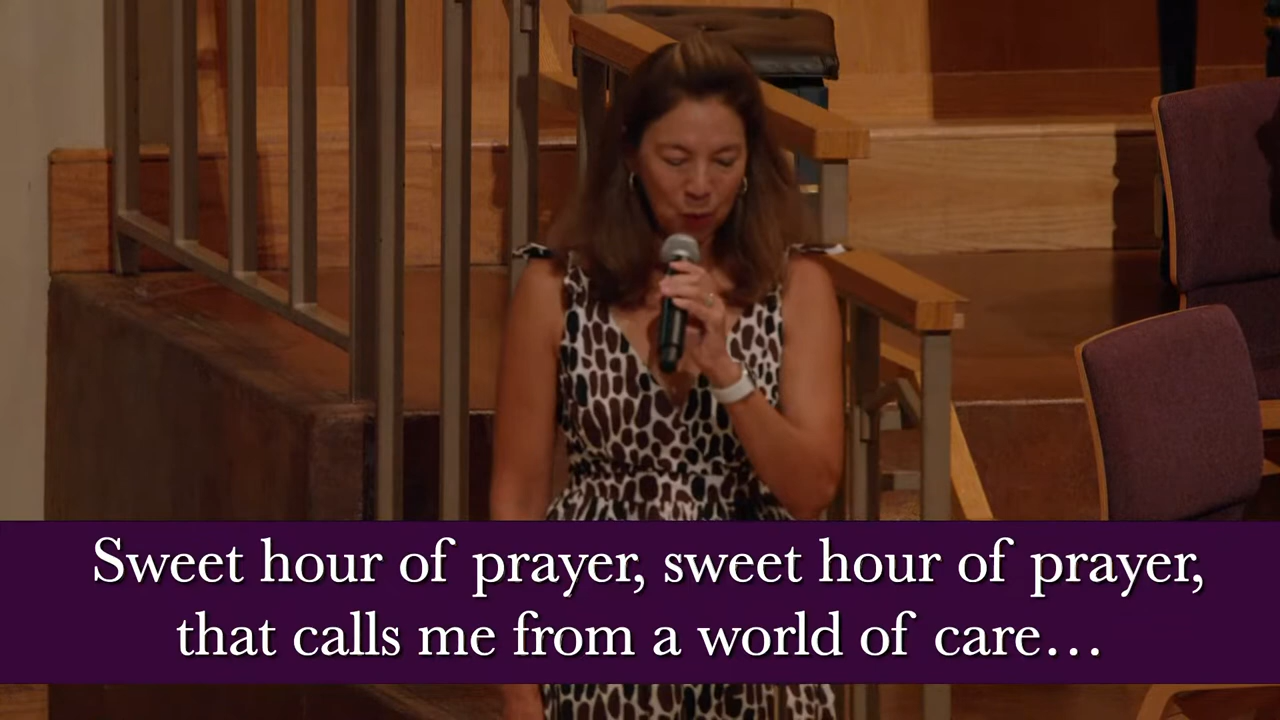 Sweet hour of prayer, sweet hour of prayer,
that calls me from a world of care…